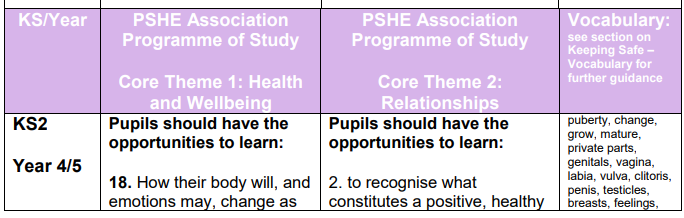 KS/Year
PSHE Association
Programme of Study
Core Theme 1: Health
and Wellbeing
PSHE Association
Programme of Study
Core Theme 2:
Relationships
Vocabulary:
see section on
Keeping Safe –
Vocabulary for
further guidance
KS2
Year 4/5
Pupils should have the
opportunities to learn:
18. How their body will, and
emotions may, change as
Pupils should have the
opportunities to learn:
2. to recognise what
constitutes a positive, healthy
puberty, change,
grow, mature,
private parts,
genitals, vagina,
labia, vulva, clitoris,
penis, testicles,
breasts, feelings,